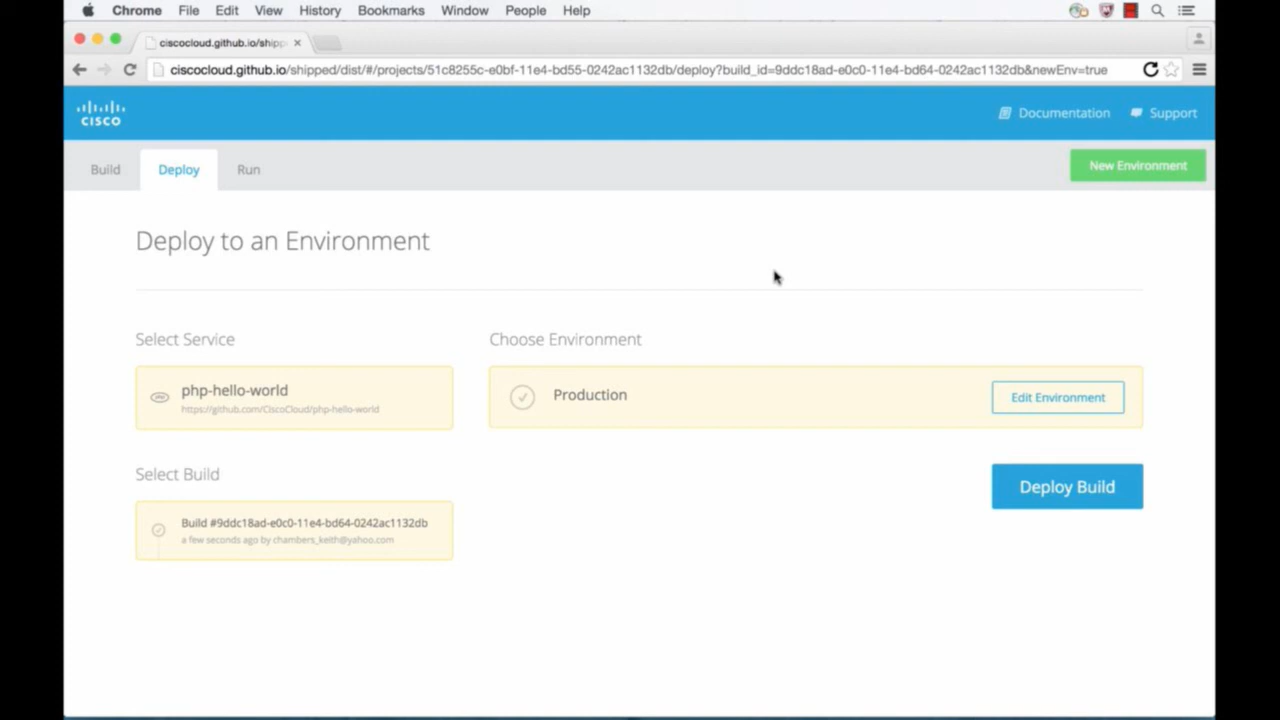 Chrome File Edit View History Bookmarks Window People Help
ciscocloud.github.io/shipp
ciscocloud.github.io/shipped/dist/#/projects/51c8255c-e0bf-11e4-bd55-0242ac1132db/deploy?build_id=9ddc18ad-e0c0-11e4-bd64-0242ac1132db&newEnv=true
CISCO
Documentation Support
Build Deploy Run New Environment
Deploy to an Environment
Select Service Choose Environment
php-hello-world
https://github.com/CiscoCloud/php-hello-world
Production Edit Environment
Select Build
Deploy Build
Build #9ddc18ad-e0c0-11e4-bd64-0242ac1132db
a few seconds ago by chambers_keith@yahoo.com